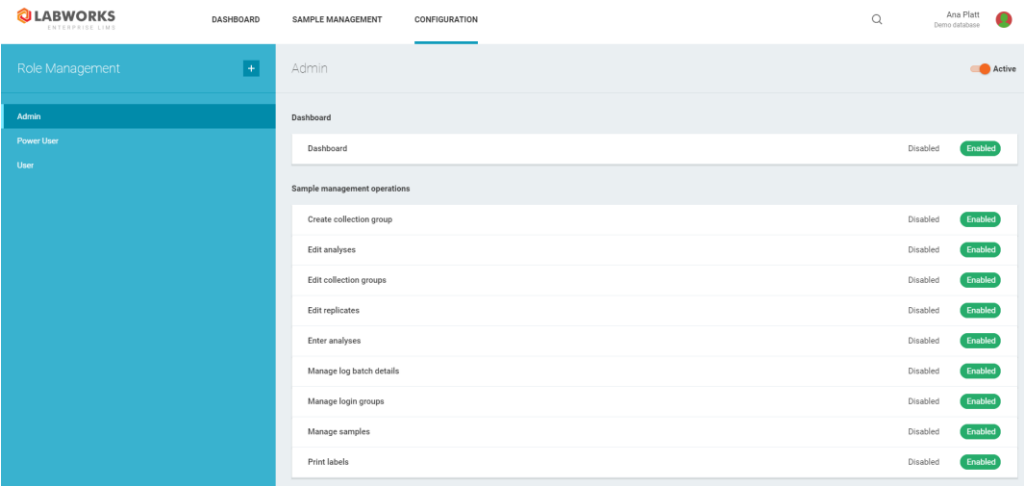 LABWORKS
ENTERPRISE LIMS
DASHBOARD SAMPLE MANAGEMENT CONFIGURATION
Ana Platt
Demo database
Role Management +
Admin
Power User
User
Admin Active
Dashboard
Dashboard Disabled Enabled
Sample management operations
Create collection group Disabled Enabled
Edit analyses Disabled Enabled
Edit collection groups Disabled Enabled
Edit replicates Disabled Enabled
Enter analyses Disabled Enabled
Manage log batch details Disabled Enabled
Manage login groups Disabled Enabled
Manage samples Disabled Enabled
Print labels Disabled Enabled